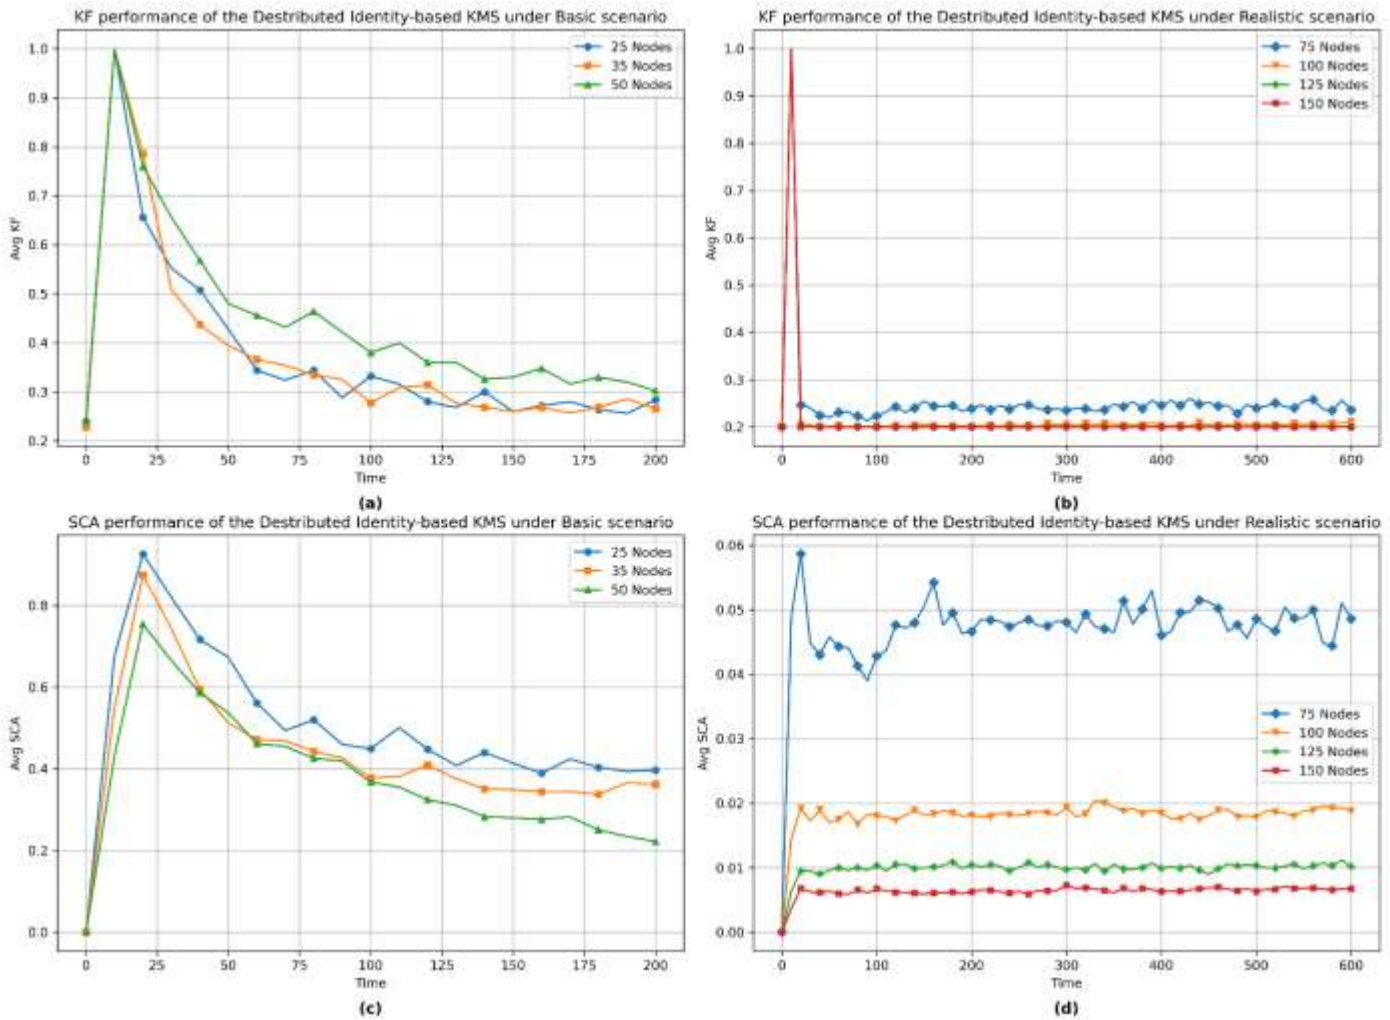 KF performance of the Destributed Identity-based KMS under Basic scenario
1.0
0.9
0.8
0.7
0.6
0.5
0.4
0.3
0.2
Avg KF
25 Nodes
35 Nodes
50 Nodes
0 25 50 75 100 125 150 175 200
Time
(a)
KF performance of the Destributed Identity-based KMS under Realistic scenario
1.0
0.9
0.8
0.7
0.6
0.5
0.4
0.3
0.2
Avg KF
75 Nodes
100 Nodes
125 Nodes
150 Nodes
0 100 200 300 400 500 600
Time
(b)
SCA performance of the Destributed Identity-based KMS under Basic scenario
0.8
0.6
0.4
0.2
0.0
Avg SCA
25 Nodes
35 Nodes
50 Nodes
0 25 50 75 100 125 150 175 200
Time
(c)
SCA performance of the Destributed Identity-based KMS under Realistic scenario
0.06
0.05
0.04
0.03
0.02
0.01
0.00
Avg SCA
75 Nodes
100 Nodes
125 Nodes
150 Nodes
0 100 200 300 400 500 600
Time
(d)